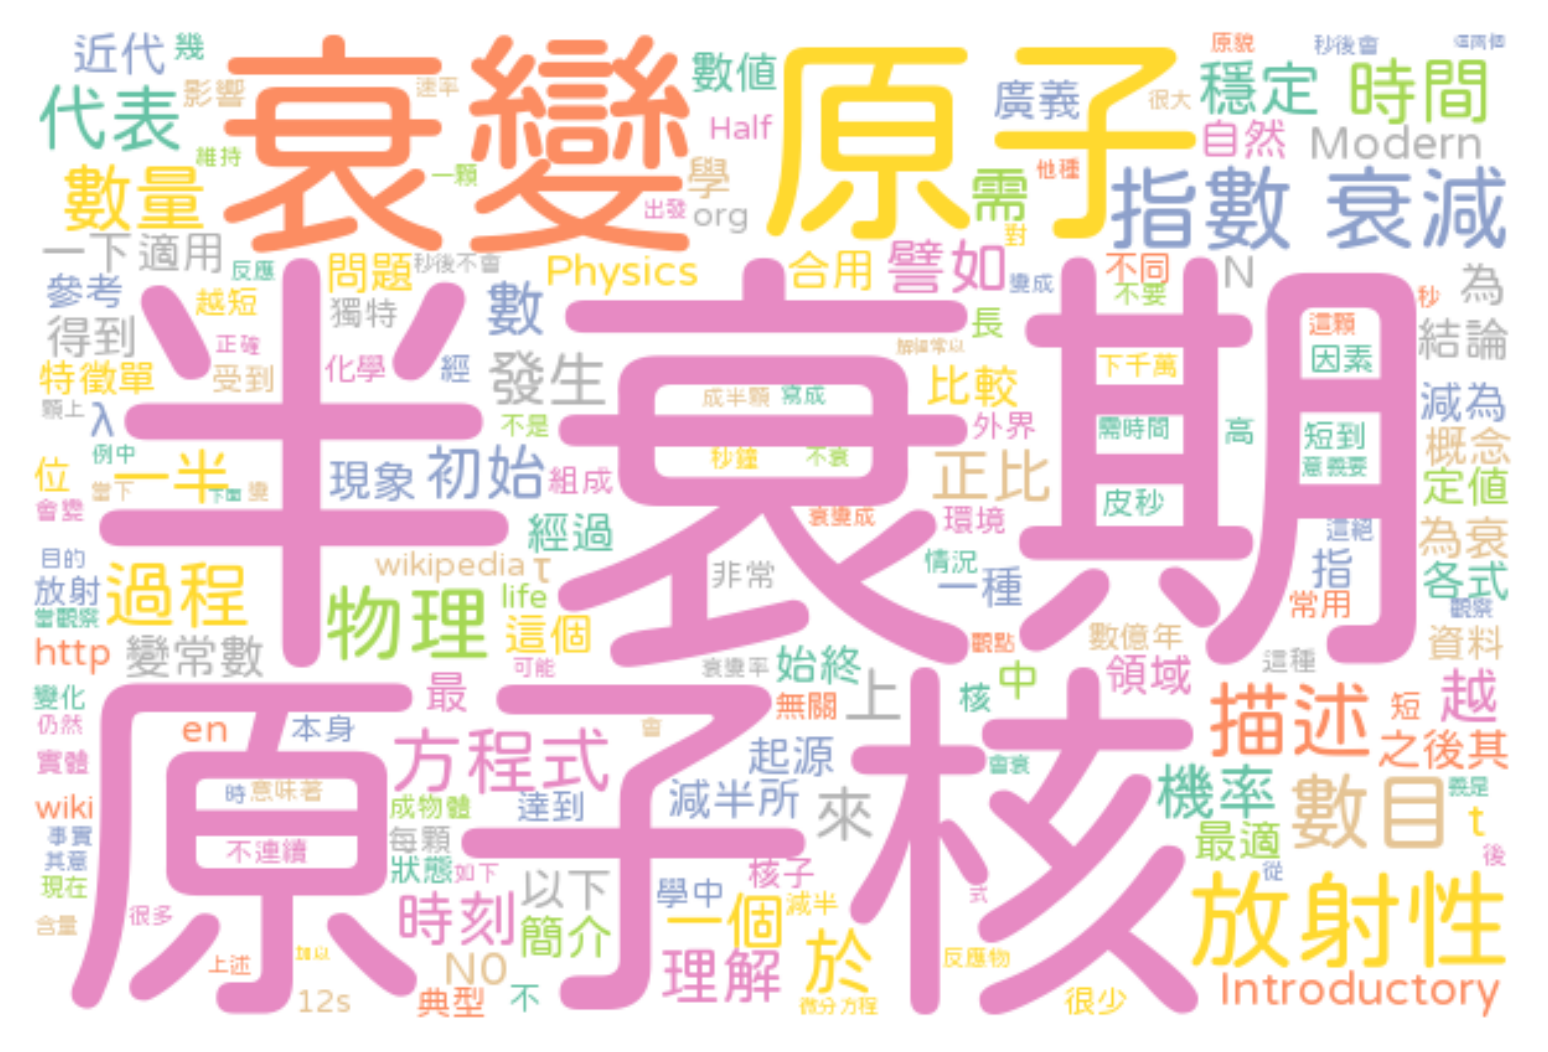 近代 幾 衰變 數值 原子 原貌 秒後會
代表 影響 速率 廣義 很大 穩定 時間
Half 自然 Modern
數量 維持 一顆 學 出發 org 需 他種 指數 衰減
對
一下 適用 反應 問題 秒後不會 Physics 合用 譬如 變成 不同 不要 N 為
參考 越短 獨特 數 長 秒
得到 正確 半衰期 這顆 結論
特徵單 受到 化學 經 發生 比較 下千萬 因素
顆上 λ 不是 成半顆 寫成 外界 需時間 高 短到 減為
位 例中 一半 現象 初始 組成 秒鐘 不衰 正比 意義要 概念
當下 下面 變 皮秒 定值
會變 經過 衰變成 環境 這絕 為衰
目的 wikipedia τ 非常 情況 各式
放射 過程 物理 life 一種 指 常用 觀察
當觀察 這個
http 變常數 可能 衰變率 始終 觀點 數億年 這種 資料
變化 最 無關 上 核 中 領域 描述 短 越
仍然 en 本身 方程式 會 起源 會衰 之後其
實體 原子核
wiki 時 意味著 成物體 達到 減半所 來 機率 數目 義是
事實 每顆 最適 t
其意 不連續 狀態 如下 核子 從 後
現在 以下 學中 式
含量 很多 時刻 簡介 一個 減半 於 放射性
上述 加以 N0 理解 反應物
12s 典型 不 微分方程 很少 Introductory